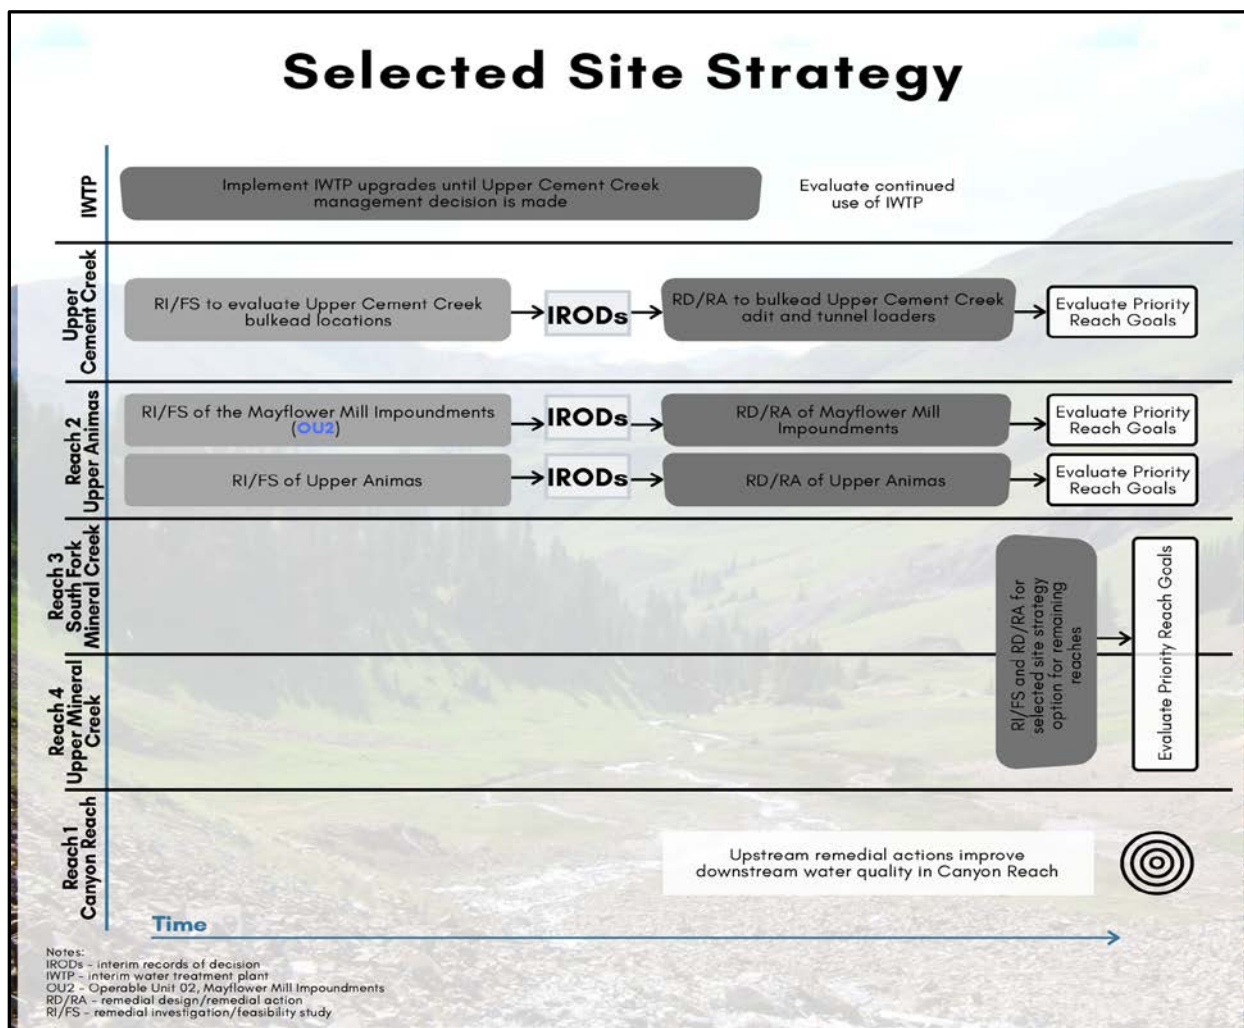 Selected Site Strategy
IWTP
Implement IWTP upgrades until Upper Cement Creek
management decision is made
Evaluate continued
use of IWTP
Upper
Cement Creek
RI/FS to evaluate Upper Cement Creek
bulkead locations
IRODs
RD/RA to bulkead Upper Cement Creek
adit and tunnel loaders
Evaluate Priority
Reach Goals
Reach 2
Upper Animas
RI/FS of the Mayflower Mill Impoundments
(OU2)
IRODs
RD/RA of Mayflower Mill
Impoundments
Evaluate Priority
Reach Goals
RI/FS of Upper Animas
IRODs
RD/RA of Upper Animas
Evaluate Priority
Reach Goals
Reach 3
South Fork
Mineral Creek
Reach 4
Upper Mineral
Creek
RI/FS and RD/RA for
selected site strategy
option for remaining
reaches
Evaluate Priority Reach Goals
Reach 1
Canyon Reach
Upstream remedial actions improve
downstream water quality in Canyon Reach
Time
Notes:
IRODs - interim records of decision
IWTP - interim water treatment plant
OU2 - Operable Unit 02, Mayflower Mill Impoundments
RD/RA - remedial design/remedial action
RI/FS - remedial investigation/feasibility study